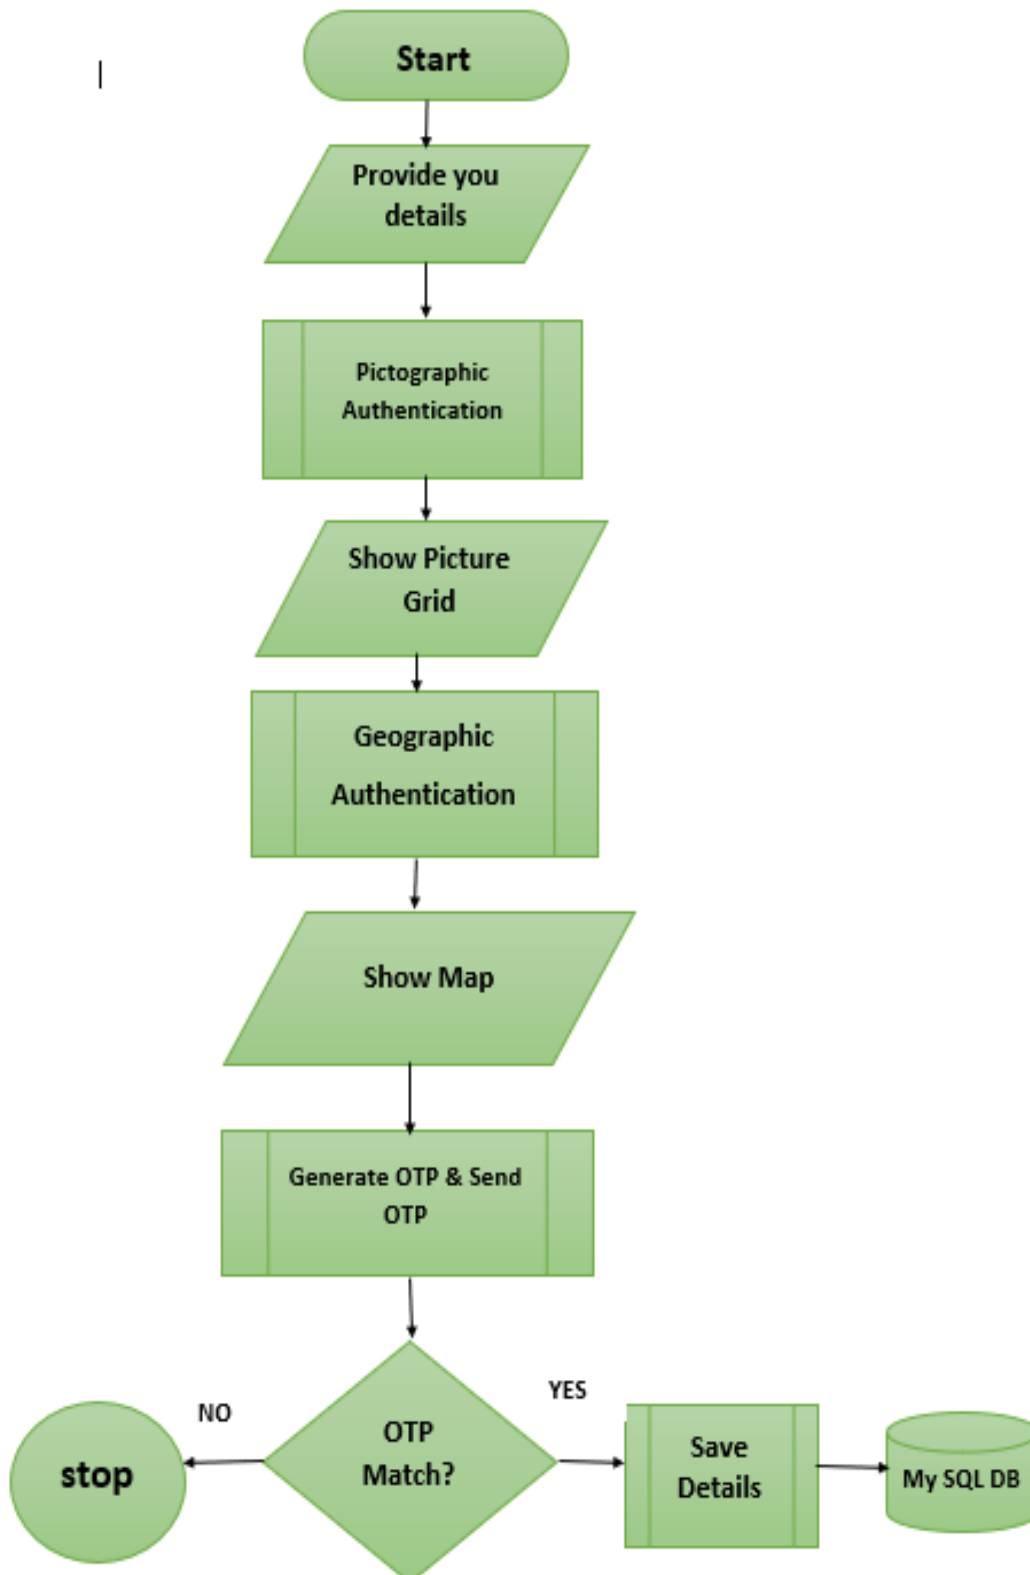 Start
Provide you
details
Pictographic
Authentication
Show Picture
Grid
Geographic
Authentication
Show Map
Generate OTP & Send
OTP
OTP
Match?
NO
stop
YES
Save
Details
My SQL DB